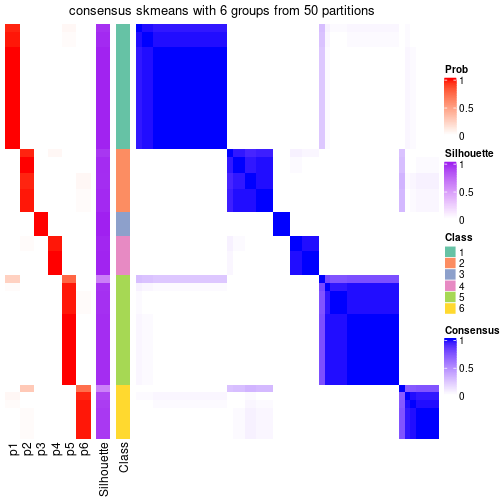 consensus skmeans with 6 groups from 50 partitions
Prob
1
0.5
0
Silhouette
1
0.5
0
Class
1
2
3
4
5
6
Consensus
1
0.5
0
p1
p2
p3
p4
p5
p6
Silhouette
Class